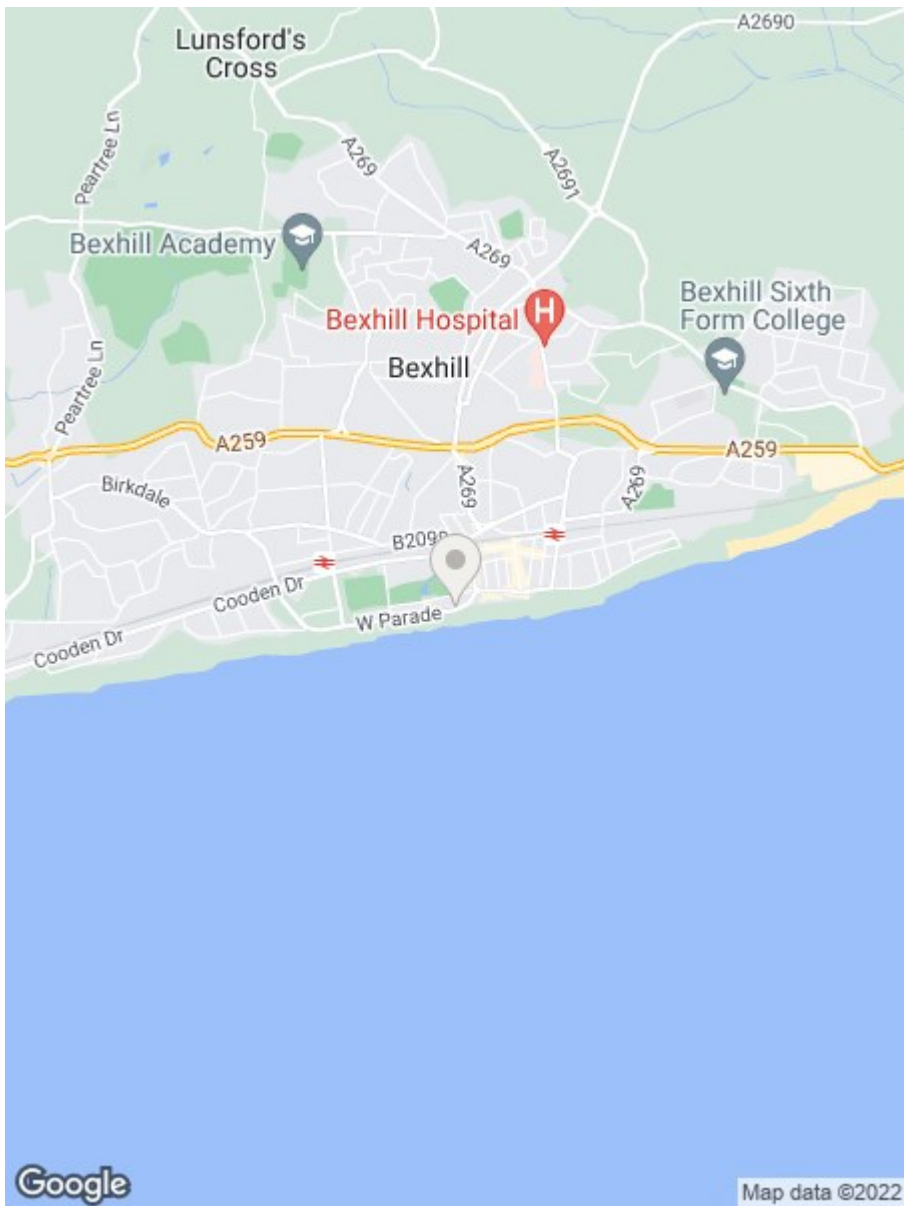 A2690
Lunsford's
Cross
Peartree Ln
A269
A2691
Bexhill Academy
A269
Bexhill Sixth
Form College
Bexhill Hospital
H
Bexhill
Peartree Ln
A259
A259
Birkdale
A269
A269
B2098
Cooden Dr
W Parade
Cooden Dr
Google
Map data ©2022